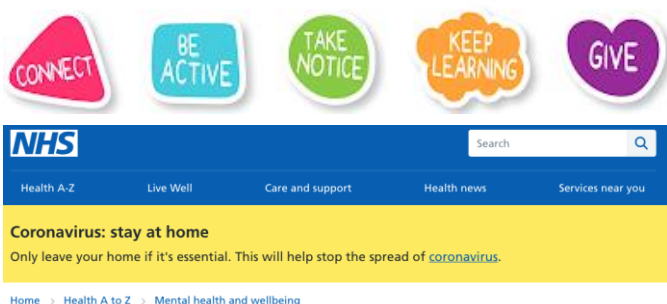 CONNECT
BE
ACTIVE
TAKE
NOTICE
KEEP
LEARNING
GIVE
NHS
Search
Health A-Z Live Well Care and support Health news Services near you
Coronavirus: stay at home
Only leave your home if it's essential. This will help stop the spread of coronavirus.
Home > Health A to Z > Mental health and wellbeing